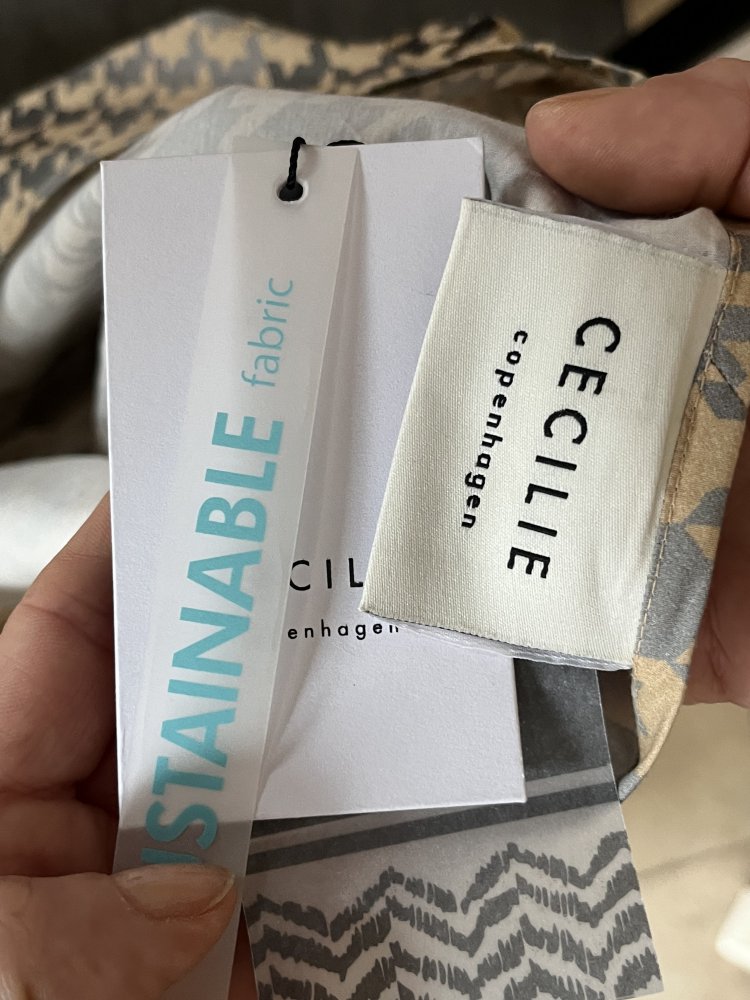 STAINABLE fabric
CIL
enhagen
CECILIE
copenhagen